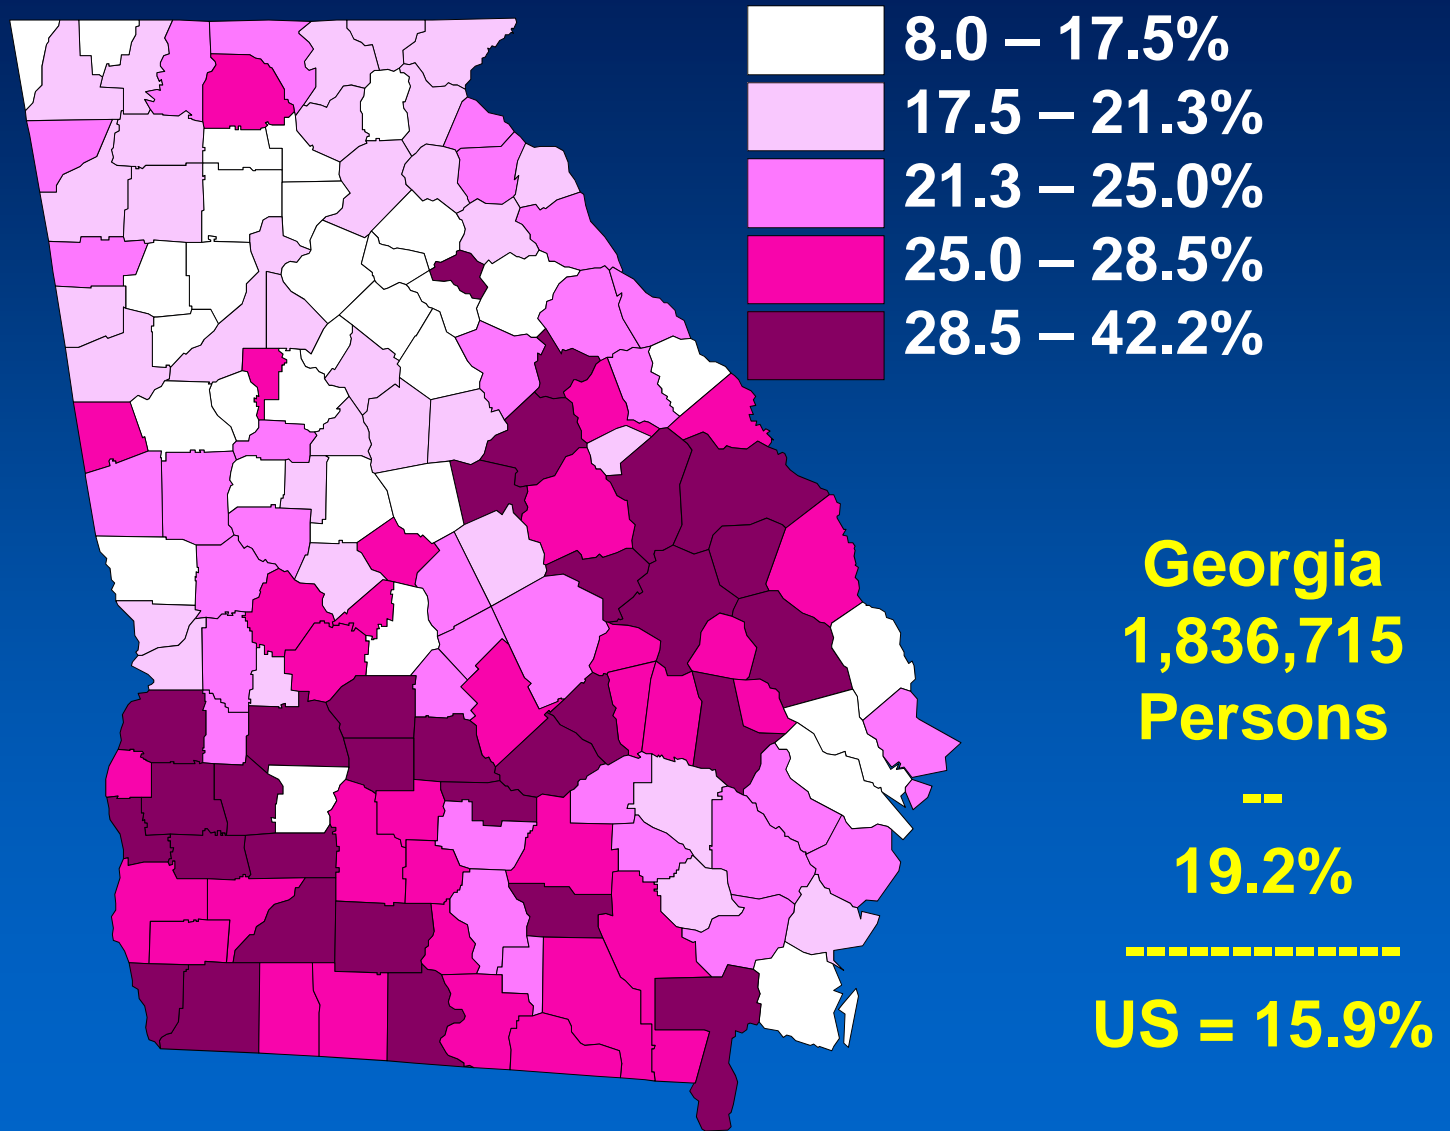 8.0 – 17.5%
17.5 – 21.3%
21.3 – 25.0%
25.0 – 28.5%
28.5 – 42.2%
Georgia
1,836,715
Persons
--
19.2%
-------------
US = 15.9%